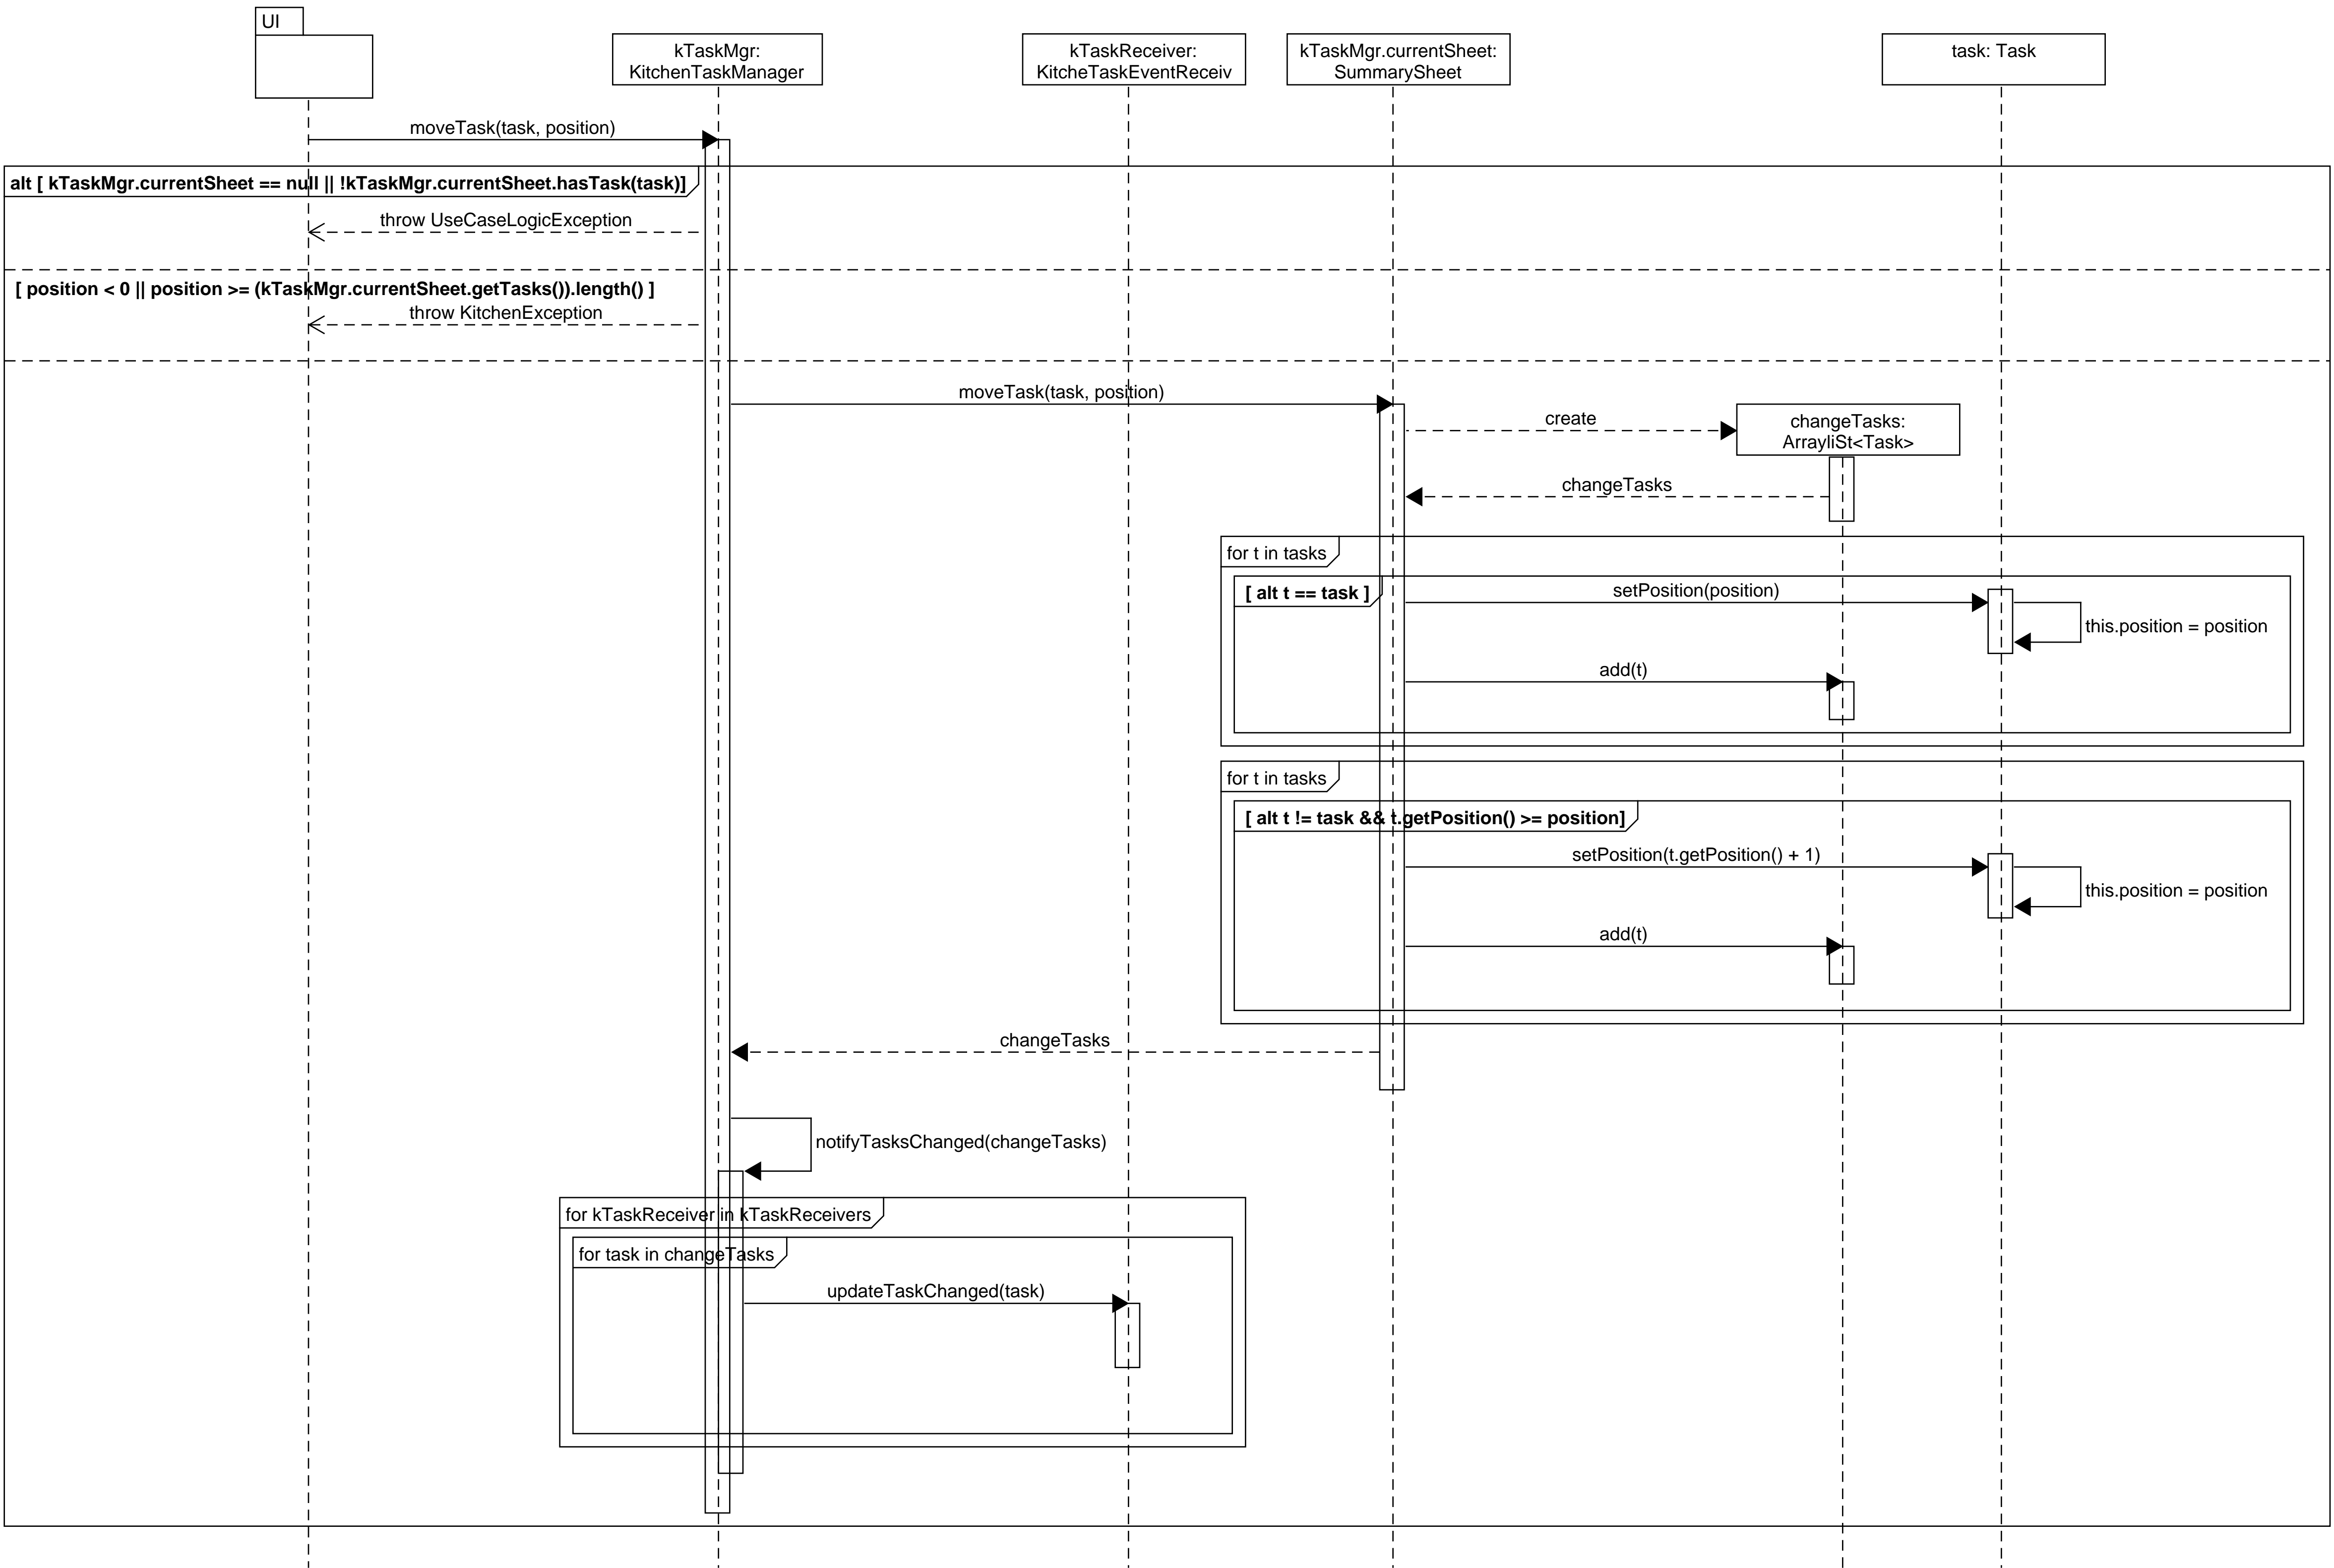 UI
kTaskMgr:
KitchenTaskManager
kTaskReceiver:
KitcheTaskEventReceiv
kTaskMgr.currentSheet:
SummarySheet
task: Task
moveTask(task, position)
alt [ kTaskMgr.currentSheet == null || !kTaskMgr.currentSheet.hasTask(task)]
throw UseCaseLogicException
[ position < 0 || position >= (kTaskMgr.currentSheet.getTasks()).length() ]
throw KitchenException
moveTask(task, position)
create
changeTasks:
ArrayliSt<Task>
changeTasks
for t in tasks
[ alt t == task ]
setPosition(position)
this.position = position
add(t)
for t in tasks
[ alt t != task && t.getPosition() >= position]
setPosition(t.getPosition() + 1)
this.position = position
add(t)
changeTasks
notifyTasksChanged(changeTasks)
for kTaskReceiver in kTaskReceivers
for task in changeTasks
updateTaskChanged(task)